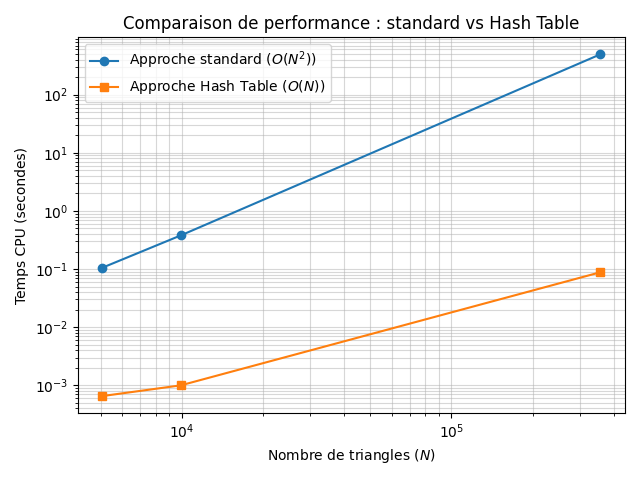 Comparaison de performance : standard vs Hash Table
Approche standard (O(N²))
Approche Hash Table (O(N))
Temps CPU (secondes)
10²
10¹
10⁰
10⁻¹
10⁻²
10⁻³
10⁴
10⁵
Nombre de triangles (N)